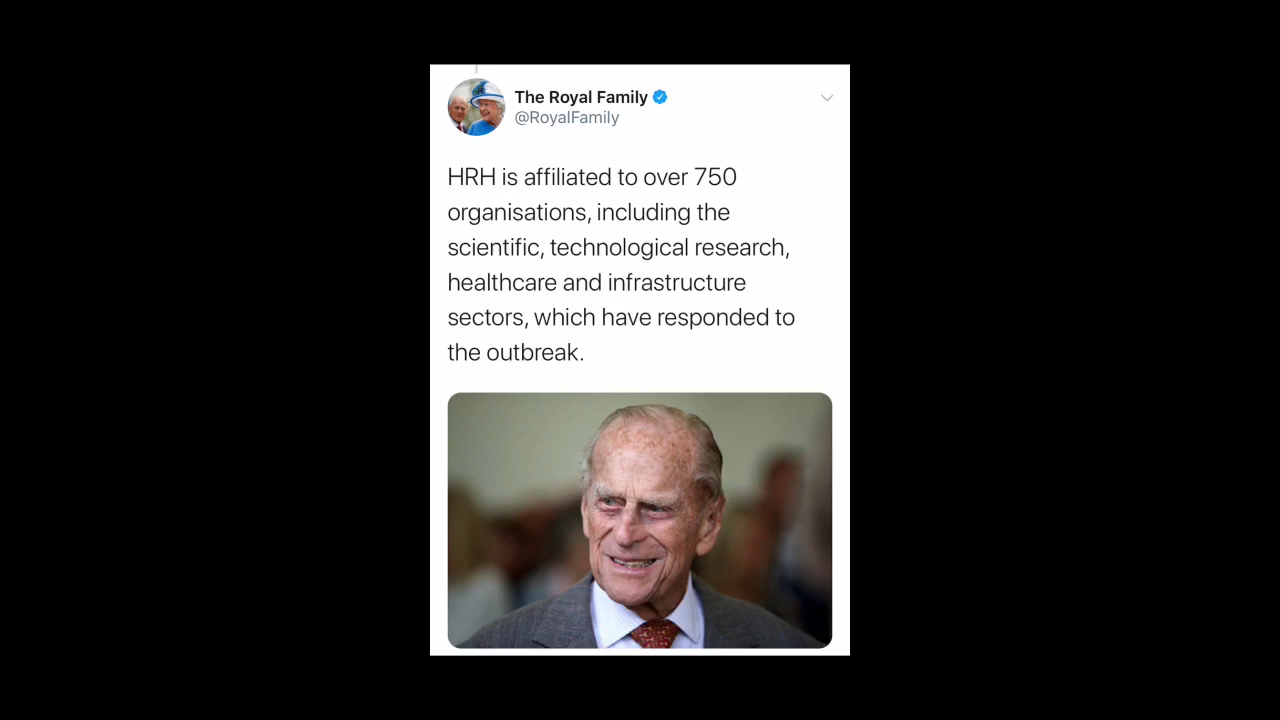 The Royal Family
@RoyalFamily
HRH is affiliated to over 750
organisations, including the
scientific, technological research,
healthcare and infrastructure
sectors, which have responded to
the outbreak.